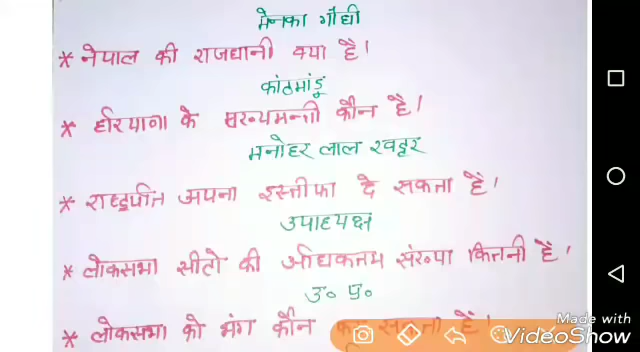 मेनका गाँधी
* नेपाल की राजधानी क्या है।
काठमांडू
* हरियाणा के मुख्यमन्त्री कौन है।
मनोहर लाल खट्टर
* राष्ट्रपति अपना इस्तीफा दे सकता है।
उपाध्यक्ष
* लोकसभा सीटो की अधिकतम संख्या कितनी है।
उ० प्र०
* लोकसभा को भंग कौन सकता है।
Made with
VideoShow